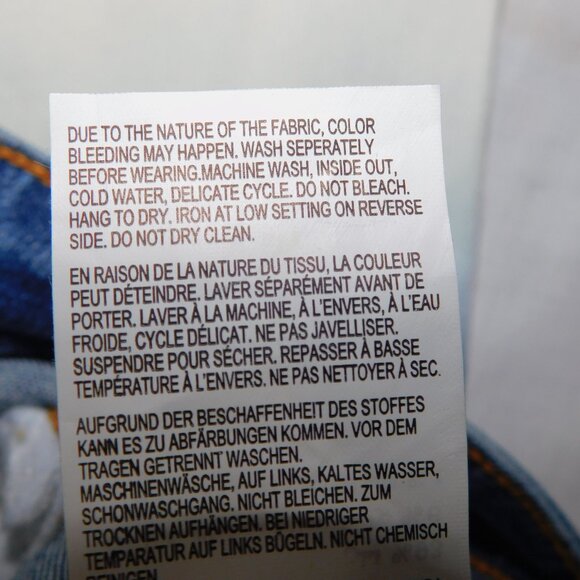 DUE TO THE NATURE OF THE FABRIC, COLOR
BLEEDING MAY HAPPEN. WASH SEPERATELY
BEFORE WEARING.MACHINE WASH, INSIDE OUT,
COLD WATER, DELICATE CYCLE. DO NOT BLEACH.
HANG TO DRY. IRON AT LOW SETTING ON REVERSE
SIDE. DO NOT DRY CLEAN.
EN RAISON DE LA NATURE DU TISSU, LA COULEUR
PEUT DÉTEINDRE. LAVER SÉPARÉMENT AVANT DE
PORTER. LAVER À LA MACHINE, À L'ENVERS, À L'EAU
FROIDE, CYCLE DÉLICAT. NE PAS JAVELLISER.
SUSPENDRE POUR SÉCHER. REPASSER À BASSE
TEMPÉRATURE À L'ENVERS. NE PAS NETTOYER À SEC.
AUFGRUND DER BESCHAFFENHEIT DES STOFFES
KANN ES ZU ABFÄRBUNGEN KOMMEN. VOR DEM
TRAGEN GETRENNT WASCHEN.
MASCHINENWÄSCHE, AUF LINKS, KALTES WASSER,
SCHONWASCHGANG. NICHT BLEICHEN. ZUM
TROCKNEN AUFHÄNGEN. BEI NIEDRIGER
TEMPARATUR AUF LINKS BÜGELN. NICHT CHEMISCH
REINIGEN